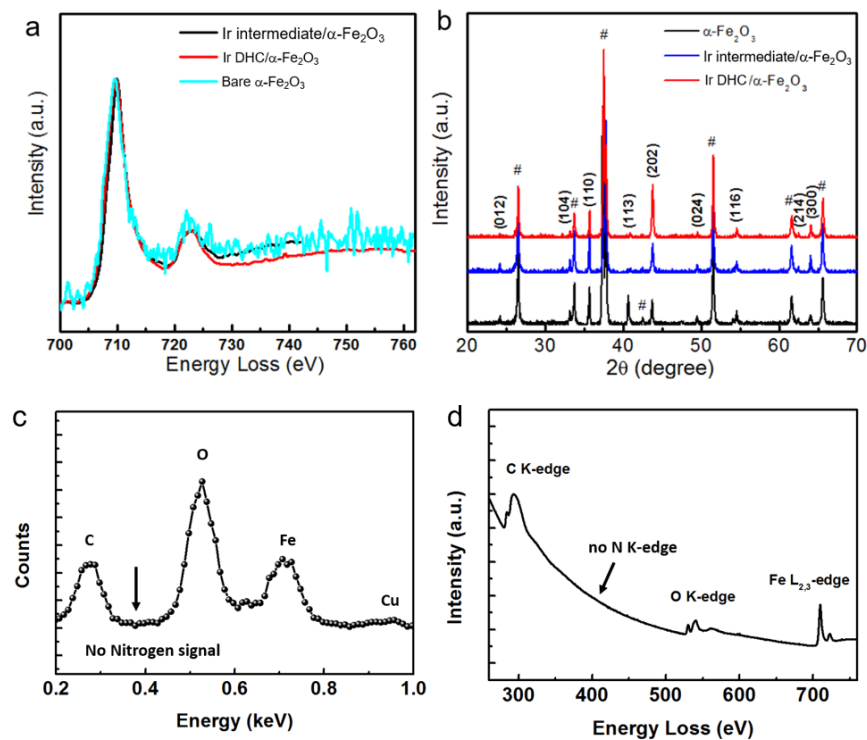 a
Intensity (a.u.)
Ir intermediate/α-Fe2O3
Ir DHC/α-Fe2O3
Bare α-Fe2O3
700 710 720 730 740 750 760
Energy Loss (eV)
b
Intensity (a.u.)
α-Fe2O3
Ir intermediate/α-Fe2O3
Ir DHC/α-Fe2O3
(012)
#
(104)
#
(110)
#
(113)
#
(202)
(024)
#
(116)
#
(214)
(300)
#
20 30 40 50 60 70
2θ (degree)
c
Counts
C
O
Fe
Cu
No Nitrogen signal
0.2 0.4 0.6 0.8 1.0
Energy (keV)
d
Intensity (a.u.)
C K-edge
no N K-edge
O K-edge
Fe L2,3-edge
300 400 500 600 700
Energy Loss (eV)